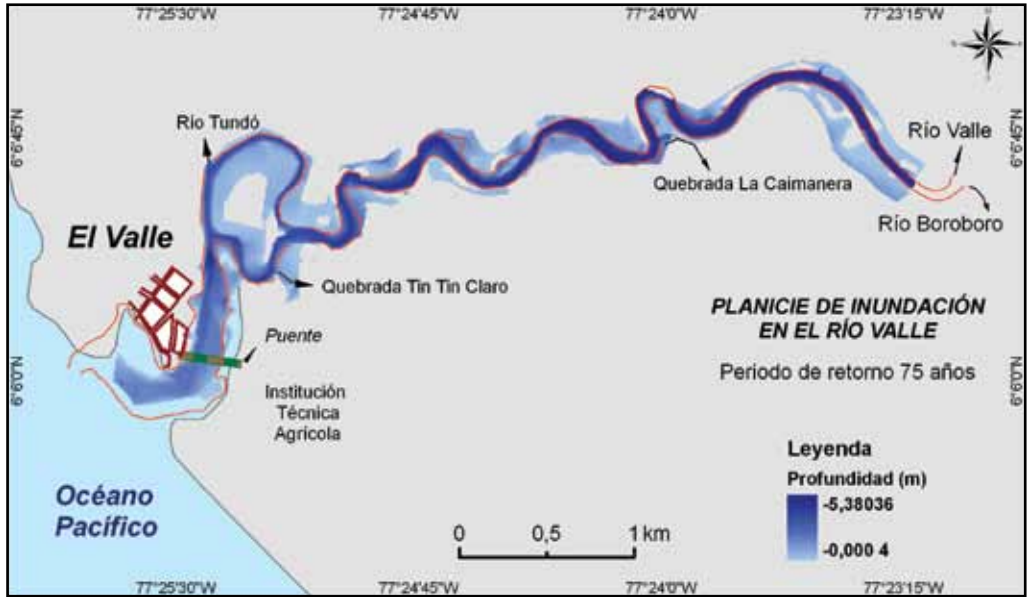 77°25'30"W 77°24'45"W 77°24'0"W 77°23'15"W
6°6'45"N
6°6'45"N
Río Tundó
Río Valle
Quebrada La Caimanera
Río Boroboro
El Valle
Quebrada Tin Tin Claro
PLANICIE DE INUNDACIÓN
EN EL RÍO VALLE
Puente
Periodo de retorno 75 años
6°6'0"N
6°6'0"N
Institución
Técnica
Agrícola
Leyenda
Profundidad (m)
-5,38036
-0,000 4
Océano
Pacífico
0 0,5 1 km
77°25'30"W 77°24'45"W 77°24'0"W 77°23'15"W